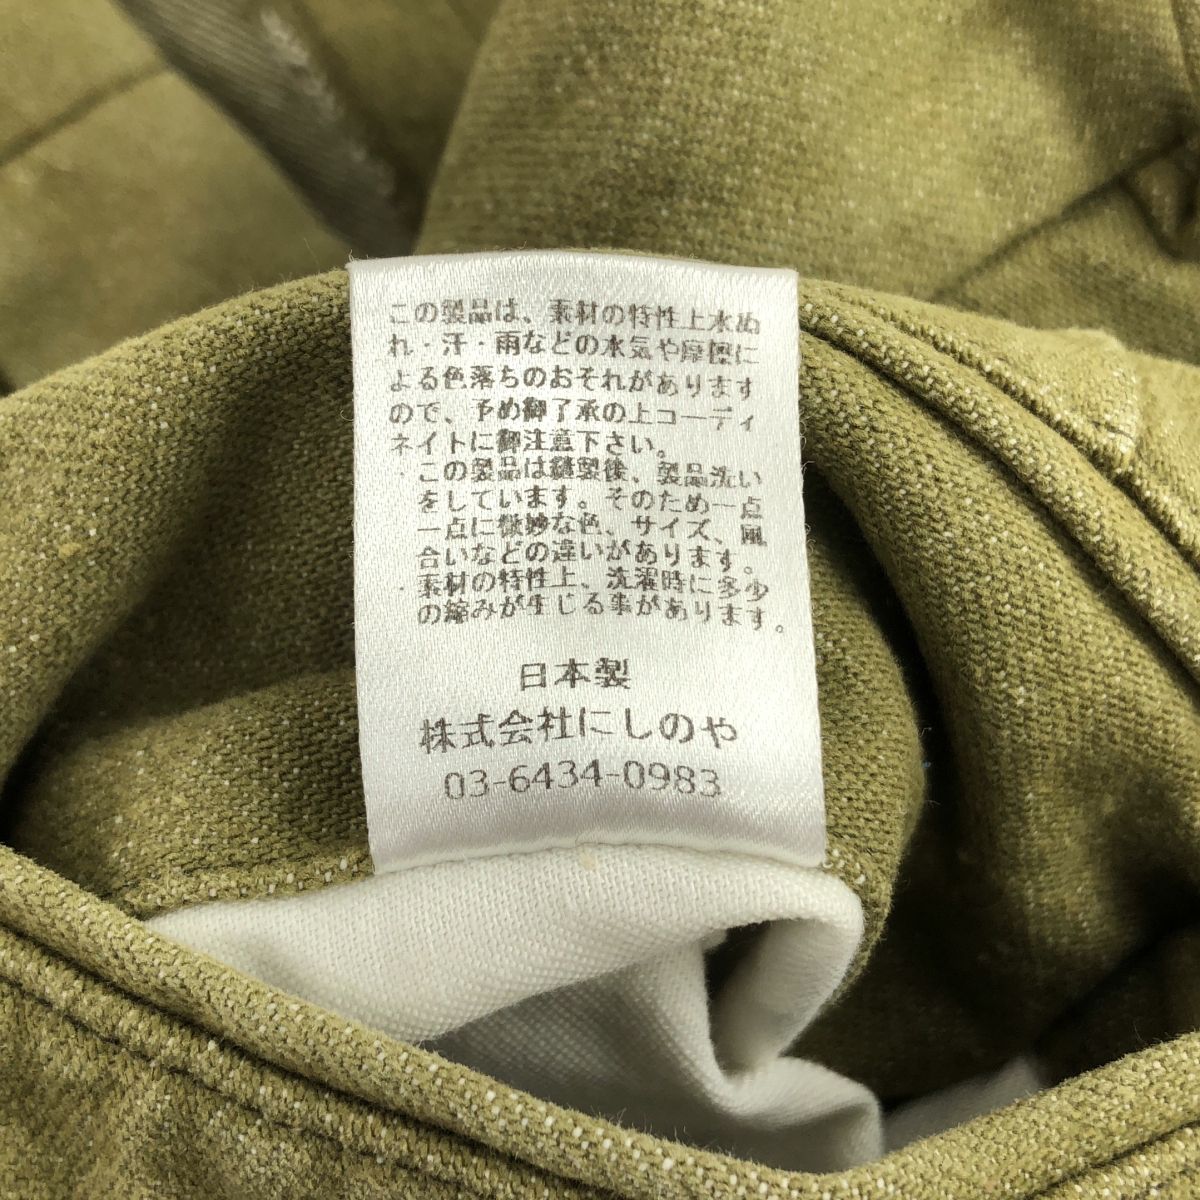 この製品は、素材の特性上水ぬ
れ・汗・雨などの水気や摩擦に
よる色落ちのおそれがあります
ので、予め御了承の上コーディ
ネイトに御注意下さい。
・この製品は縫製後、製品洗い
をしています。そのため一点
一点に微妙な色、サイズ、風
合いなどの違いがあります。
・素材の特性上、洗濯時に多少
の縮みが生じる事があります。
日本製
株式会社にしのや
03-6434-0983